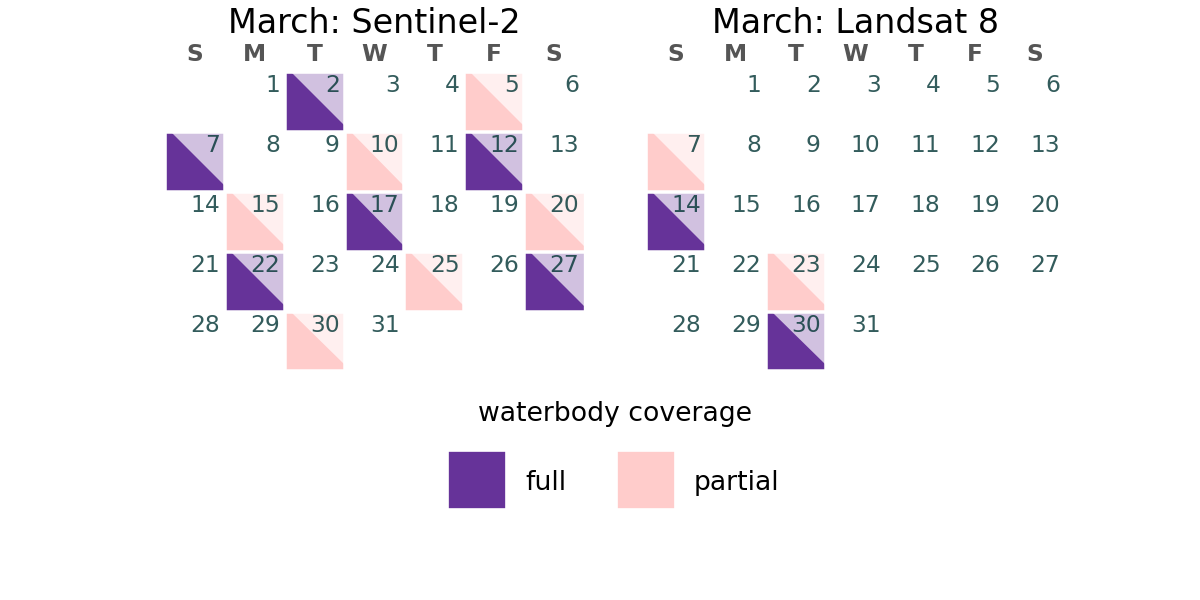 March: Sentinel-2
S M T W T F S
1 2 3 4 5 6
7 8 9 10 11 12 13
14 15 16 17 18 19 20
21 22 23 24 25 26 27
28 29 30 31
March: Landsat 8
S M T W T F S
1 2 3 4 5 6
7 8 9 10 11 12 13
14 15 16 17 18 19 20
21 22 23 24 25 26 27
28 29 30 31
waterbody coverage
full partial